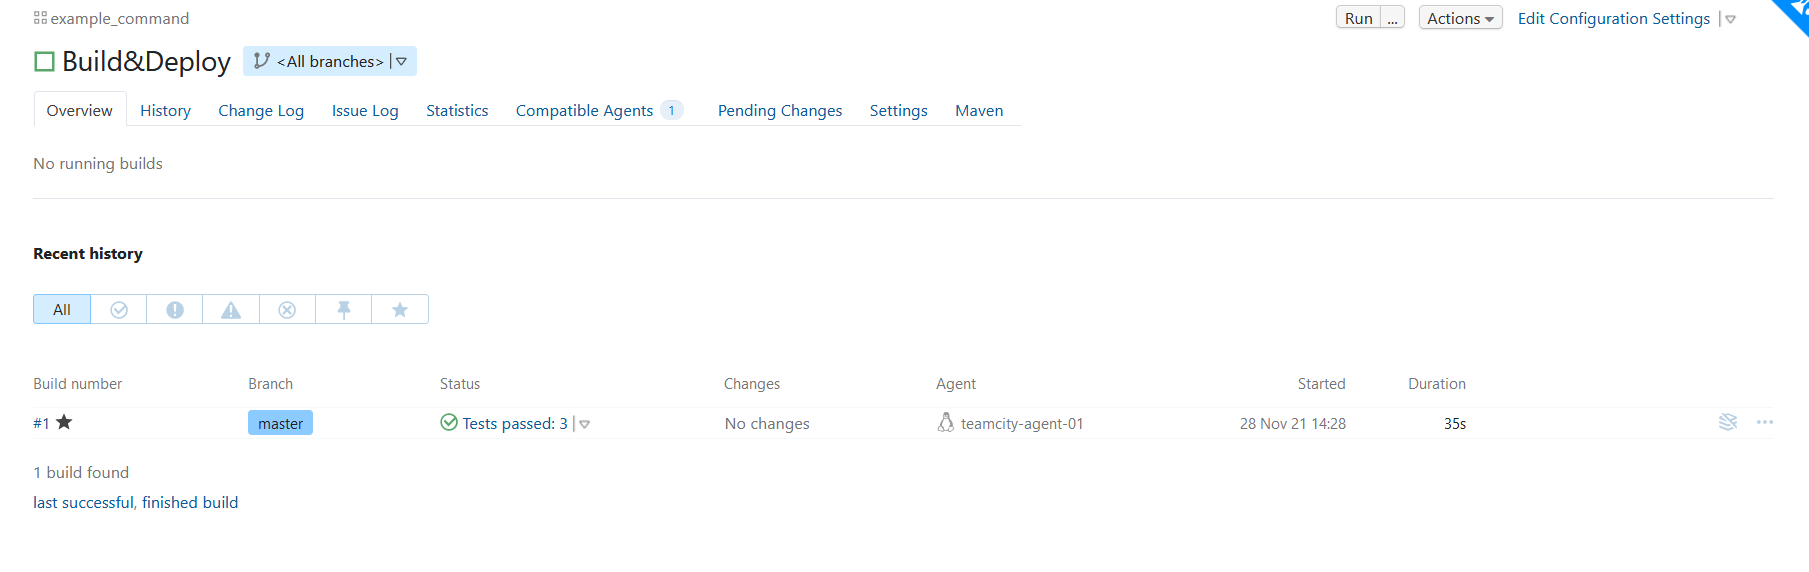 example_command Run ... Actions Edit Configuration Settings
Build&Deploy <All branches>
Overview History Change Log Issue Log Statistics Compatible Agents 1 Pending Changes Settings Maven
No running builds
Recent history
All
Build number Branch Status Changes Agent Started Duration
#1 master Tests passed: 3 No changes teamcity-agent-01 28 Nov 21 14:28 35s
1 build found
last successful, finished build